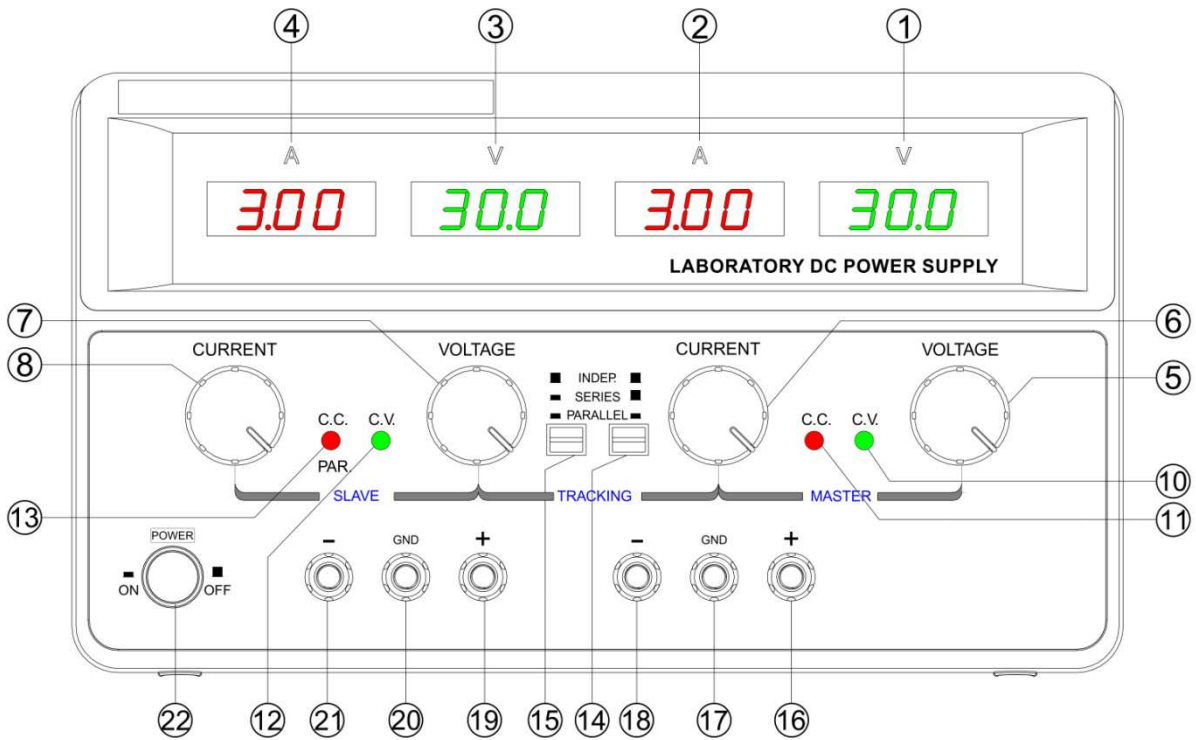 ④ ③ ② ①
A V A V
3.00 30.0 3.00 30.0
LABORATORY DC POWER SUPPLY
⑦ ⑥
CURRENT VOLTAGE CURRENT VOLTAGE
⑧ ⑤
INDEP.
SERIES
PARALLEL
C.C. C.V. C.C. C.V.
PAR.
⑩
SLAVE TRACKING MASTER
⑬ ⑪
POWER
- GND + - GND +
ON OFF
㉒ ⑫ ㉑ ⑳ ⑲ ⑮ ⑭ ⑱ ⑰ ⑯